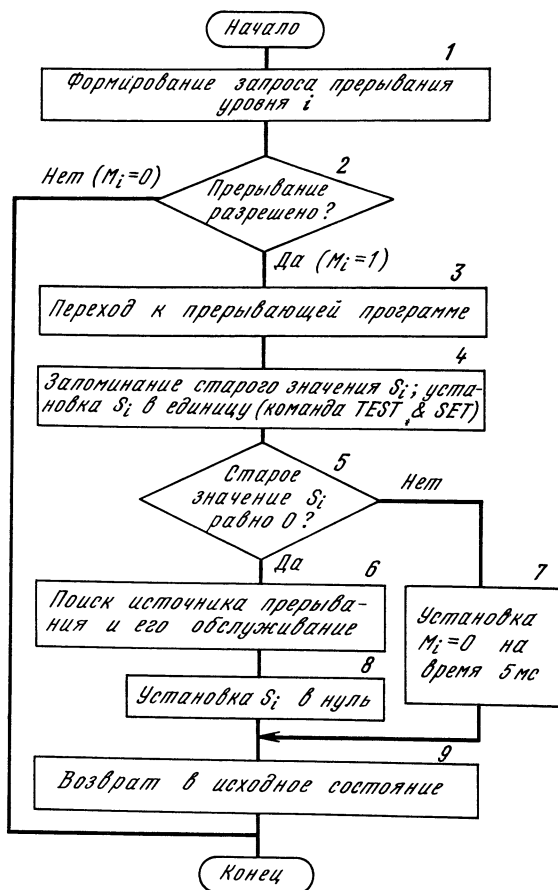 Начало
1
Формирование запроса прерывания
уровня i
2
Нет (Mi=0)
Прерывание
разрешено?
Да (Mi=1)
3
Переход к прерывающей программе
4
Запоминание старого значения Si; уста-
новка Si в единицу (команда TEST & SET)
5
Старое
значение Si
равно 0?
Нет
Да
6
Поиск источника прерыва-
ния и его обслуживание
7
Установка
Mi=0 на
время 5мс
8
Установка Si в нуль
9
Возврат в исходное состояние
Конец